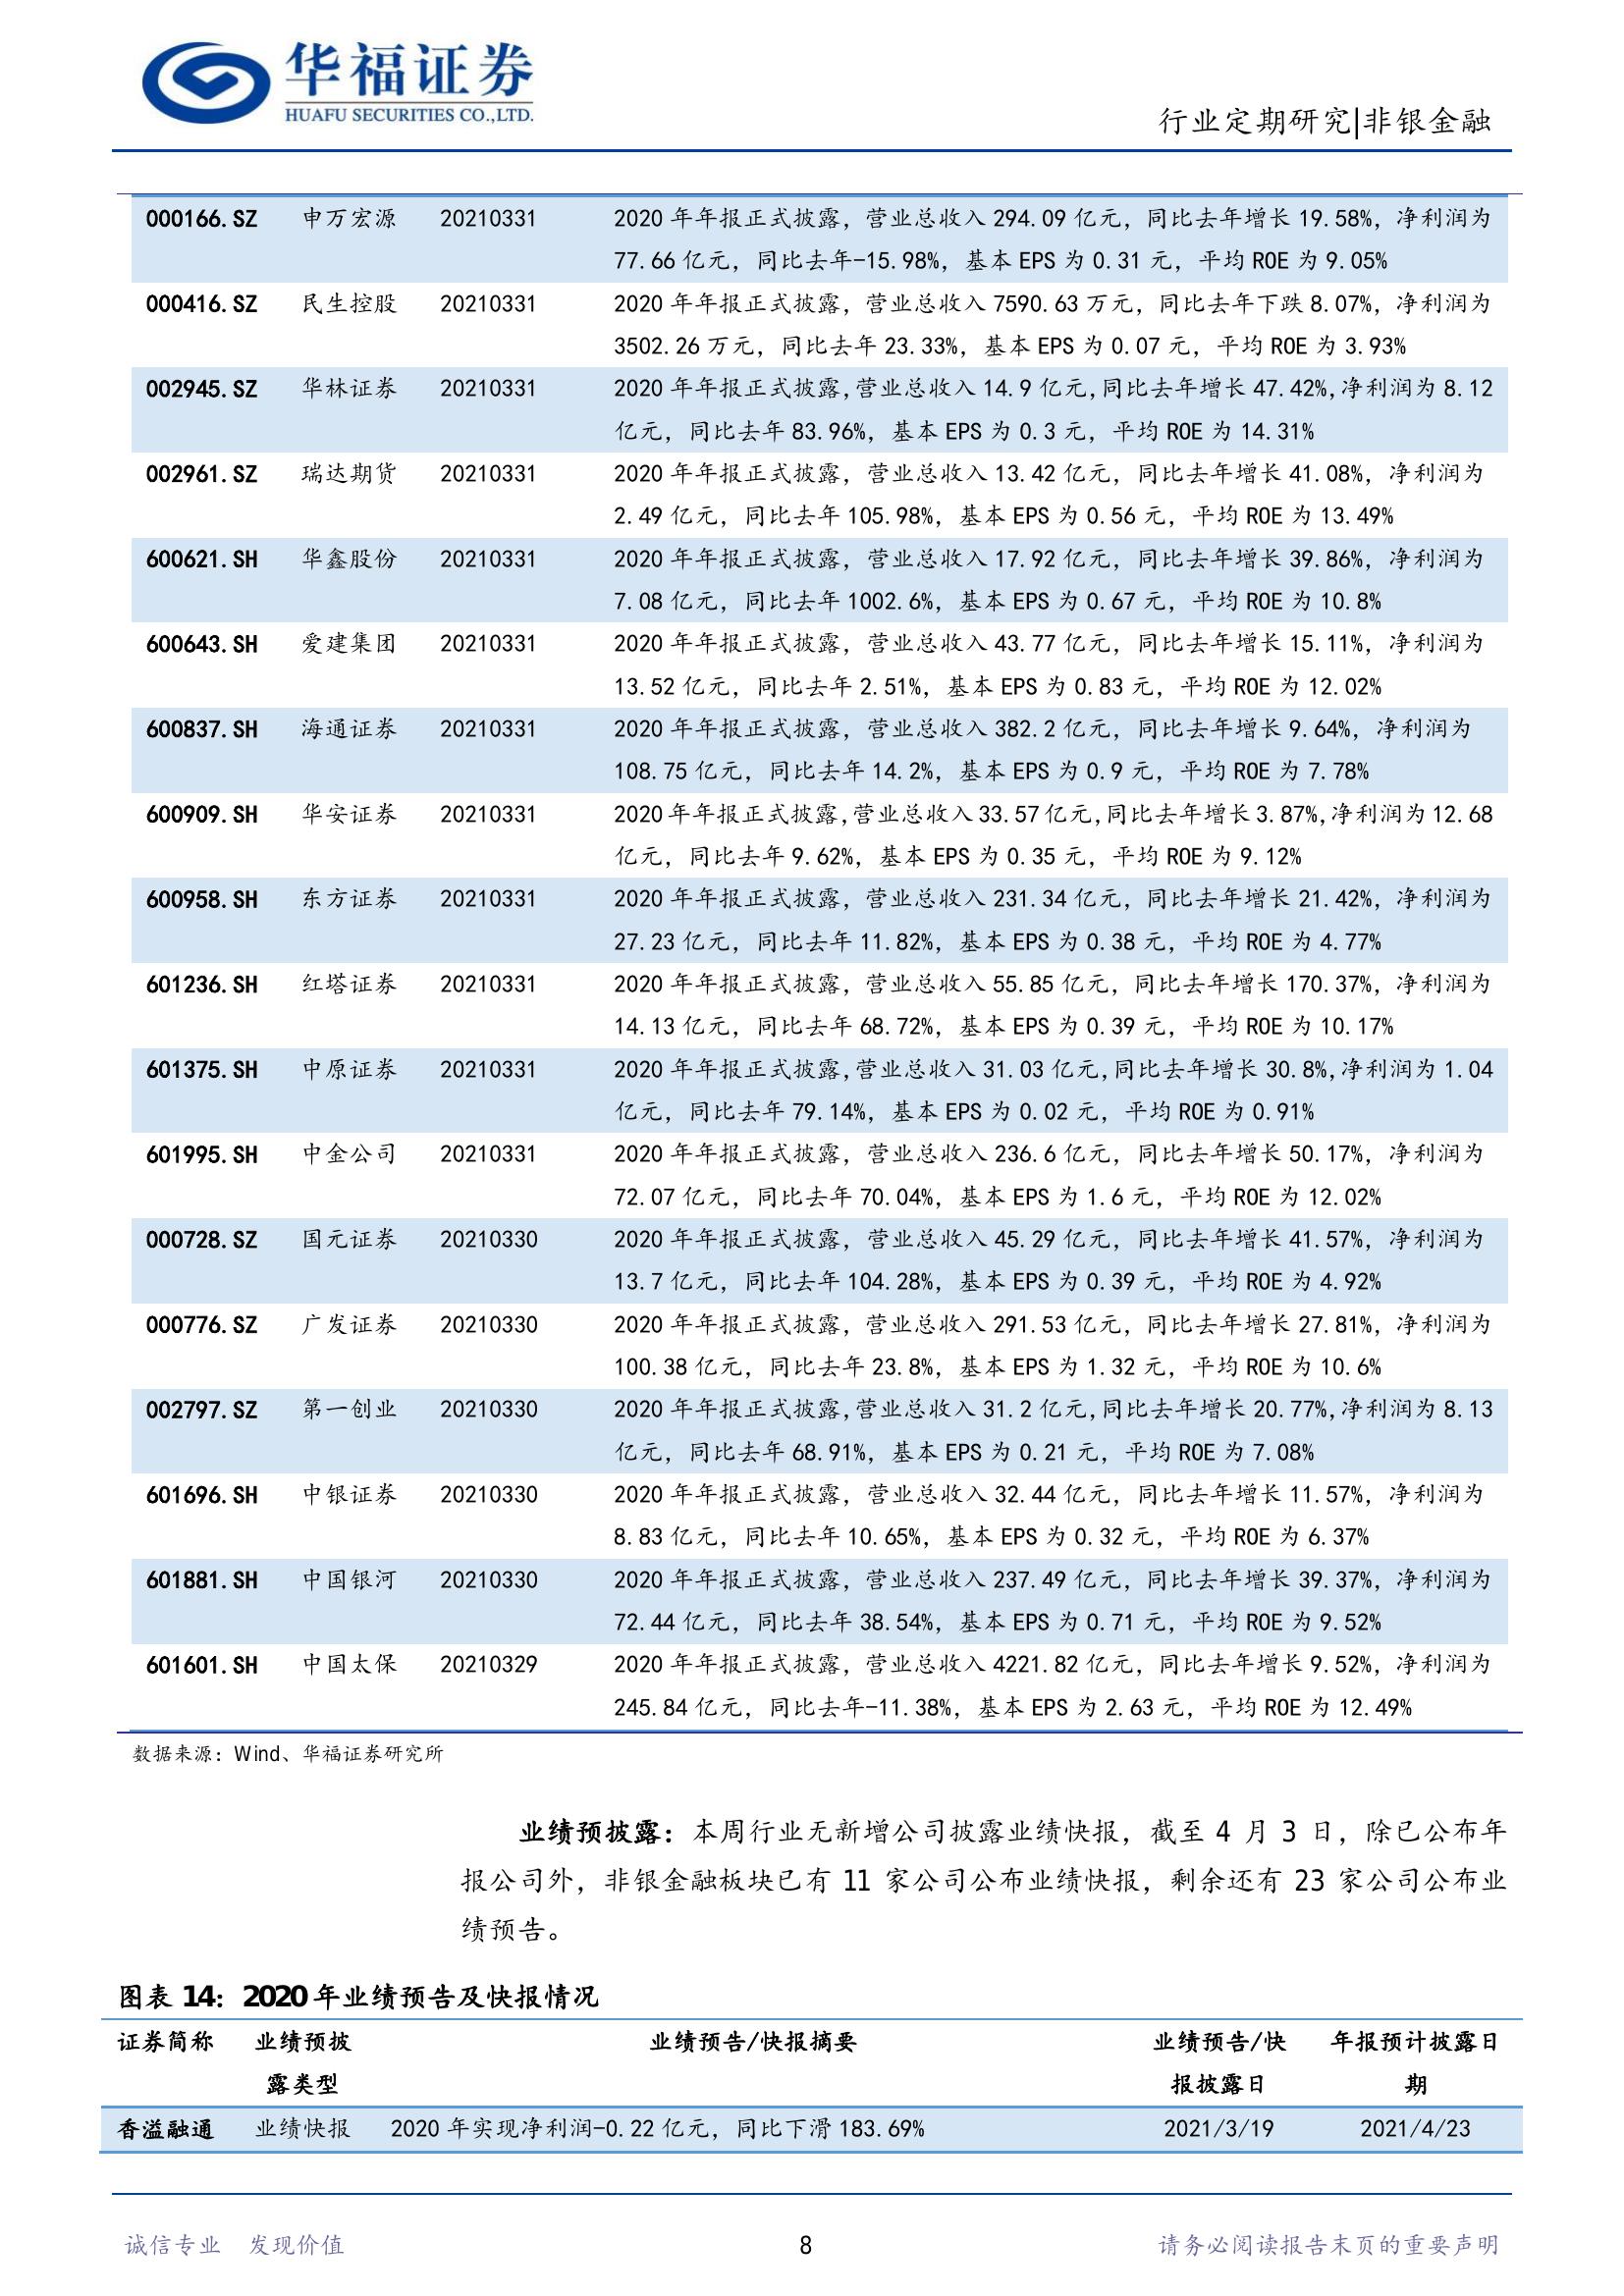 华福证券
HUAFU SECURITIES CO.,LTD.
行业定期研究|非银金融
000166.SZ 申万宏源 20210331 2020 年年报正式披露，营业总收入 294.09 亿元，同比去年增长 19.58%，净利润为
77.66 亿元，同比去年-15.98%，基本 EPS 为 0.31 元，平均 ROE 为 9.05%
000416.SZ 民生控股 20210331 2020 年年报正式披露，营业总收入 7590.63 万元，同比去年下跌 8.07%，净利润为
3502.26 万元，同比去年 23.33%，基本 EPS 为 0.07 元，平均 ROE 为 3.93%
002945.SZ 华林证券 20210331 2020 年年报正式披露,营业总收入 14.9 亿元,同比去年增长 47.42%,净利润为 8.12
亿元，同比去年 83.96%，基本 EPS 为 0.3 元，平均 ROE 为 14.31%
002961.SZ 瑞达期货 20210331 2020 年年报正式披露，营业总收入 13.42 亿元，同比去年增长 41.08%，净利润为
2.49 亿元，同比去年 105.98%，基本 EPS 为 0.56 元，平均 ROE 为 13.49%
600621.SH 华鑫股份 20210331 2020 年年报正式披露，营业总收入 17.92 亿元，同比去年增长 39.86%，净利润为
7.08 亿元，同比去年 1002.6%，基本 EPS 为 0.67 元，平均 ROE 为 10.8%
600643.SH 爱建集团 20210331 2020 年年报正式披露，营业总收入 43.77 亿元，同比去年增长 15.11%，净利润为
13.52 亿元，同比去年 2.51%，基本 EPS 为 0.83 元，平均 ROE 为 12.02%
600837.SH 海通证券 20210331 2020 年年报正式披露，营业总收入 382.2 亿元，同比去年增长 9.64%，净利润为
108.75 亿元，同比去年 14.2%，基本 EPS 为 0.9 元，平均 ROE 为 7.78%
600909.SH 华安证券 20210331 2020 年年报正式披露,营业总收入 33.57 亿元,同比去年增长 3.87%,净利润为 12.68
亿元，同比去年 9.62%，基本 EPS 为 0.35 元，平均 ROE 为 9.12%
600958.SH 东方证券 20210331 2020 年年报正式披露，营业总收入 231.34 亿元，同比去年增长 21.42%，净利润为
27.23 亿元，同比去年 11.82%，基本 EPS 为 0.38 元，平均 ROE 为 4.77%
601236.SH 红塔证券 20210331 2020 年年报正式披露，营业总收入 55.85 亿元，同比去年增长 170.37%，净利润为
14.13 亿元，同比去年 68.72%，基本 EPS 为 0.39 元，平均 ROE 为 10.17%
601375.SH 中原证券 20210331 2020 年年报正式披露,营业总收入 31.03 亿元,同比去年增长 30.8%,净利润为 1.04
亿元，同比去年 79.14%，基本 EPS 为 0.02 元，平均 ROE 为 0.91%
601995.SH 中金公司 20210331 2020 年年报正式披露，营业总收入 236.6 亿元，同比去年增长 50.17%，净利润为
72.07 亿元，同比去年 70.04%，基本 EPS 为 1.6 元，平均 ROE 为 12.02%
000728.SZ 国元证券 20210330 2020 年年报正式披露，营业总收入 45.29 亿元，同比去年增长 41.57%，净利润为
13.7 亿元，同比去年 104.28%，基本 EPS 为 0.39 元，平均 ROE 为 4.92%
000776.SZ 广发证券 20210330 2020 年年报正式披露，营业总收入 291.53 亿元，同比去年增长 27.81%，净利润为
100.38 亿元，同比去年 23.8%，基本 EPS 为 1.32 元，平均 ROE 为 10.6%
002797.SZ 第一创业 20210330 2020 年年报正式披露,营业总收入 31.2 亿元,同比去年增长 20.77%,净利润为 8.13
亿元，同比去年 68.91%，基本 EPS 为 0.21 元，平均 ROE 为 7.08%
601696.SH 中银证券 20210330 2020 年年报正式披露，营业总收入 32.44 亿元，同比去年增长 11.57%，净利润为
8.83 亿元，同比去年 10.65%，基本 EPS 为 0.32 元，平均 ROE 为 6.37%
601881.SH 中国银河 20210330 2020 年年报正式披露，营业总收入 237.49 亿元，同比去年增长 39.37%，净利润为
72.44 亿元，同比去年 38.54%，基本 EPS 为 0.71 元，平均 ROE 为 9.52%
601601.SH 中国太保 20210329 2020 年年报正式披露，营业总收入 4221.82 亿元，同比去年增长 9.52%，净利润为
245.84 亿元，同比去年-11.38%，基本 EPS 为 2.63 元，平均 ROE 为 12.49%
数据来源：Wind、华福证券研究所
业绩预披露：本周行业无新增公司披露业绩快报，截至 4 月 3 日，除已公布年
报公司外，非银金融板块已有 11 家公司公布业绩快报，剩余还有 23 家公司公布业
绩预告。
图表 14：2020 年业绩预告及快报情况
证券简称 业绩预披 业绩预告/快报摘要 业绩预告/快 年报预计披露日
露类型 报披露日 期
香溢融通 业绩快报 2020 年实现净利润-0.22 亿元，同比下滑 183.69% 2021/3/19 2021/4/23
诚信专业 发现价值 8 请务必阅读报告末页的重要声明